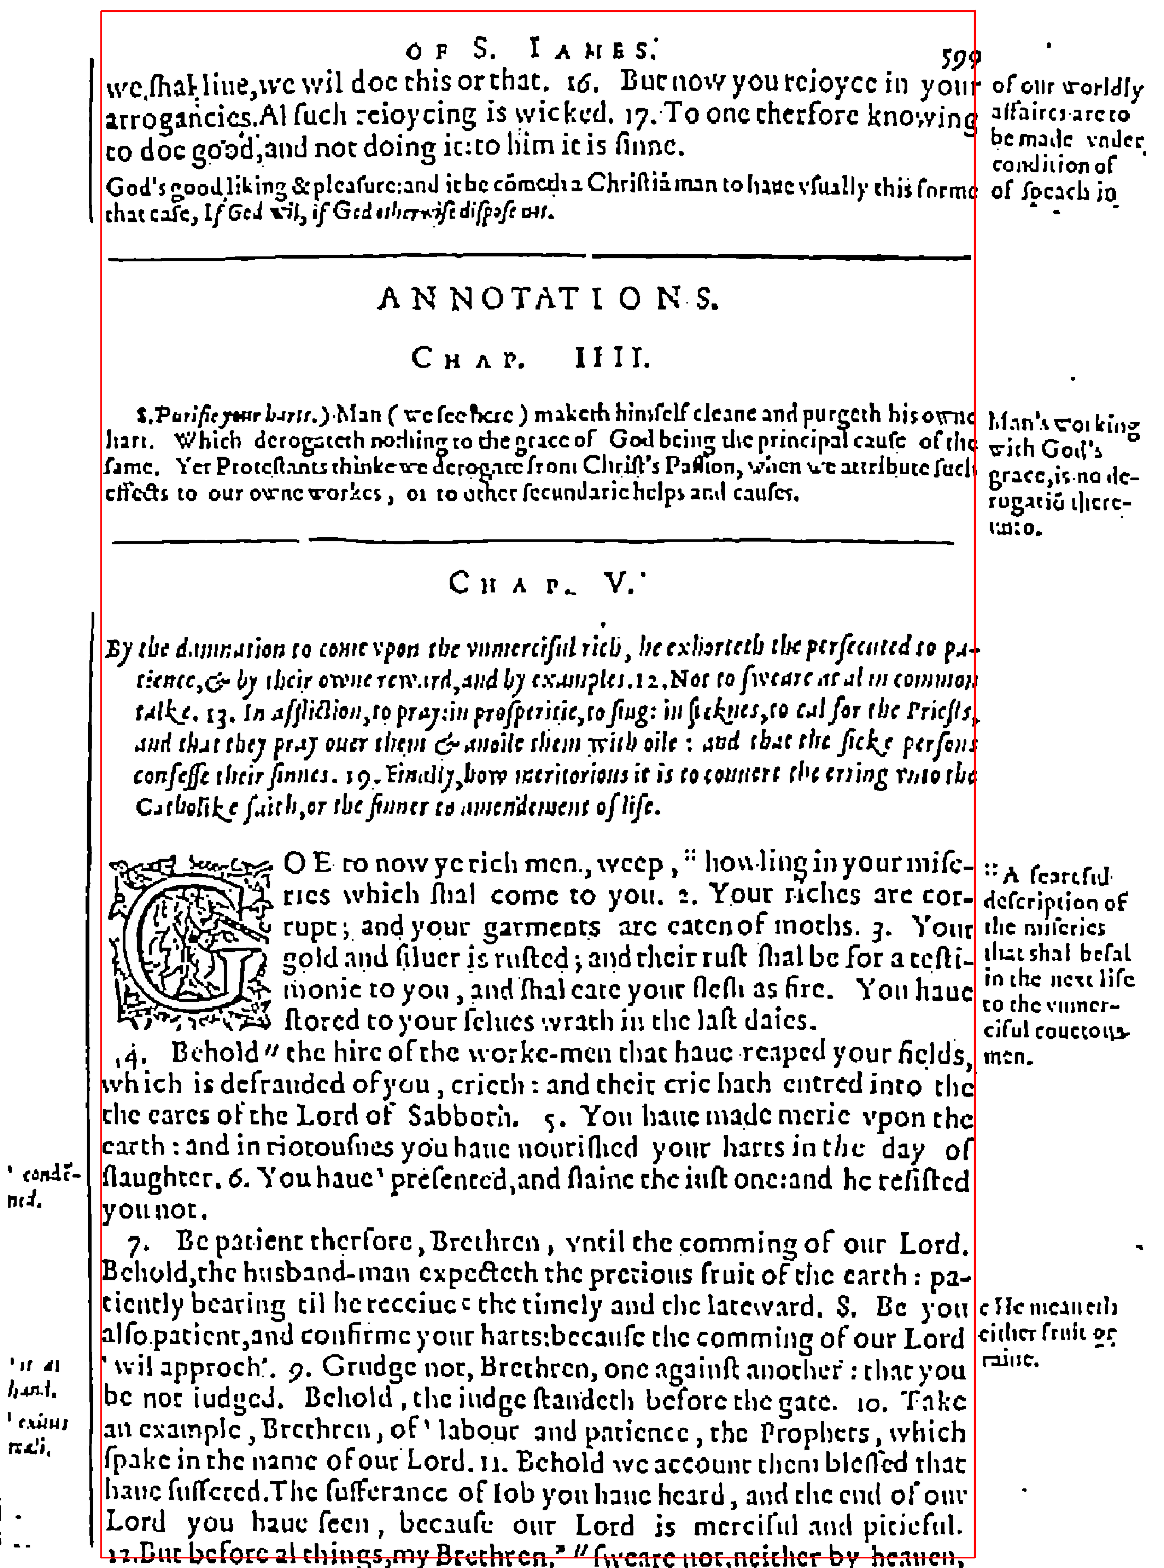 OF S. IAMES.
599
we shal liue, we wil doe this or that. 16. But now you reioyce in your
arrogancies. Al such reioycing is wicked. 17. To one therfore knowing
to doe good, and not doing it: to him it is sinne.
God's good liking & pleasure: and it be cōmed ta Christiā man to haue vsually this forme
that case, If God wil, if God otherwise dispose not.
of our worldly
affaires are to
be made vnder
condition of
of speach in
ANNOTATIONS.
CHAP. IIII.
8. Purifie your harts.) Man (we see here) maketh himself cleane and purgeth his owne
hart. Which derogateth nothing to the grace of God being the principal cause of the
same. Yet Protestants thinke we derogate from Christ's Passion, when we attribute such
effects to our owne workes, or to other secundarie helps and causes.
Man's working
with God's
grace, is no de-
rogatiō there-
unto.
CHAP. V.
By the damnation to come vpon the vnmerciful rich, he exhorteth the persecuted to pa-
tience, & by their owne reward, and by examples. 12. Not to sweare at al in common
talke. 13. In affliction, to pray: in prosperitie, to sing: in sicknes, to cal for the Priests,
and that they pray ouer them & anoile them with oile: and that the sicke persons
confesse their sinnes. 19. Finally, how meritorious it is to conuert the erring vnto the
Catholike faith, or the sinner to amendement of life.
GOE to now ye rich men, weep, " howling in your mise-
ries which shal come to you. 2. Your riches are cor-
rupt; and your garments are eaten of moths. 3. Your
gold and siluer is rusted; and their rust shal be for a testi-
monie to you, and shal eate your flesh as fire. You haue
stored to your selues wrath in the last daies.
4. Behold " the hire of the worke-men that haue reaped your fields,
which is defrauded of you, crieth: and their crie hath entred into the
the eares of the Lord of Sabboth. 5. You haue made merie vpon the
earth: and in riotousnes you haue nourished your harts in the day of
slaughter. 6. You haue ' presented, and slaine the iust one: and he resisted
you not.
7. Be patient therfore, Brethren, vntil the comming of our Lord.
Behold, the husband-man expecteth the pretious fruit of the earth: pa-
tiently bearing til he receiue c the timely and the lateward. 8. Be you
also patient, and confirme your harts: because the comming of our Lord
' wil approch'. 9. Grudge not, Brethren, one against another: that you
be not iudged. Behold, the iudge standeth before the gate. 10. Take
an example, Brethren, of ' labour and patience, the Prophets, which
spake in the name of our Lord. 11. Behold we account them blessed that
haue suffered. The sufferance of Iob you haue heard, and the end of our
Lord you haue seen, because our Lord is merciful and pitieful.
12. But before al things, my Brethren, * " sweare not, neither by heauen,
" A fearful
description of
the miseries
that shal befal
in the next life
to the vnmer-
ciful couetous
men.
c He meaneth
either fruit or
raine.
' condē-
ned.
' is at
hand.
' exitus
mali.